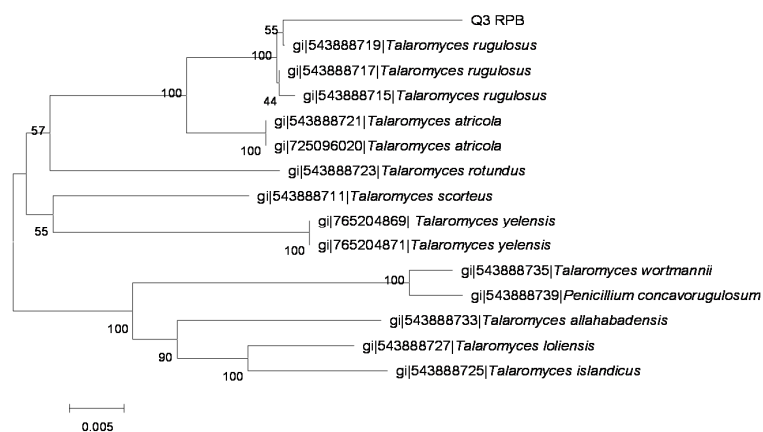 Q3 RPB
55
gi|543888719|Talaromyces rugulosus
100
gi|543888717|Talaromyces rugulosus
100
gi|543888715|Talaromyces rugulosus
44
gi|543888721|Talaromyces atricola
57
gi|725096020|Talaromyces atricola
100
gi|543888723|Talaromyces rotundus
gi|543888711|Talaromyces scorteus
gi|765204869| Talaromyces yelensis
55
gi|765204871|Talaromyces yelensis
100
gi|543888735|Talaromyces wortmannii
100
gi|543888739|Penicillium concavorugulosum
gi|543888733|Talaromyces allahabadensis
100
gi|543888727|Talaromyces loliensis
90
gi|543888725|Talaromyces islandicus
100
0.005